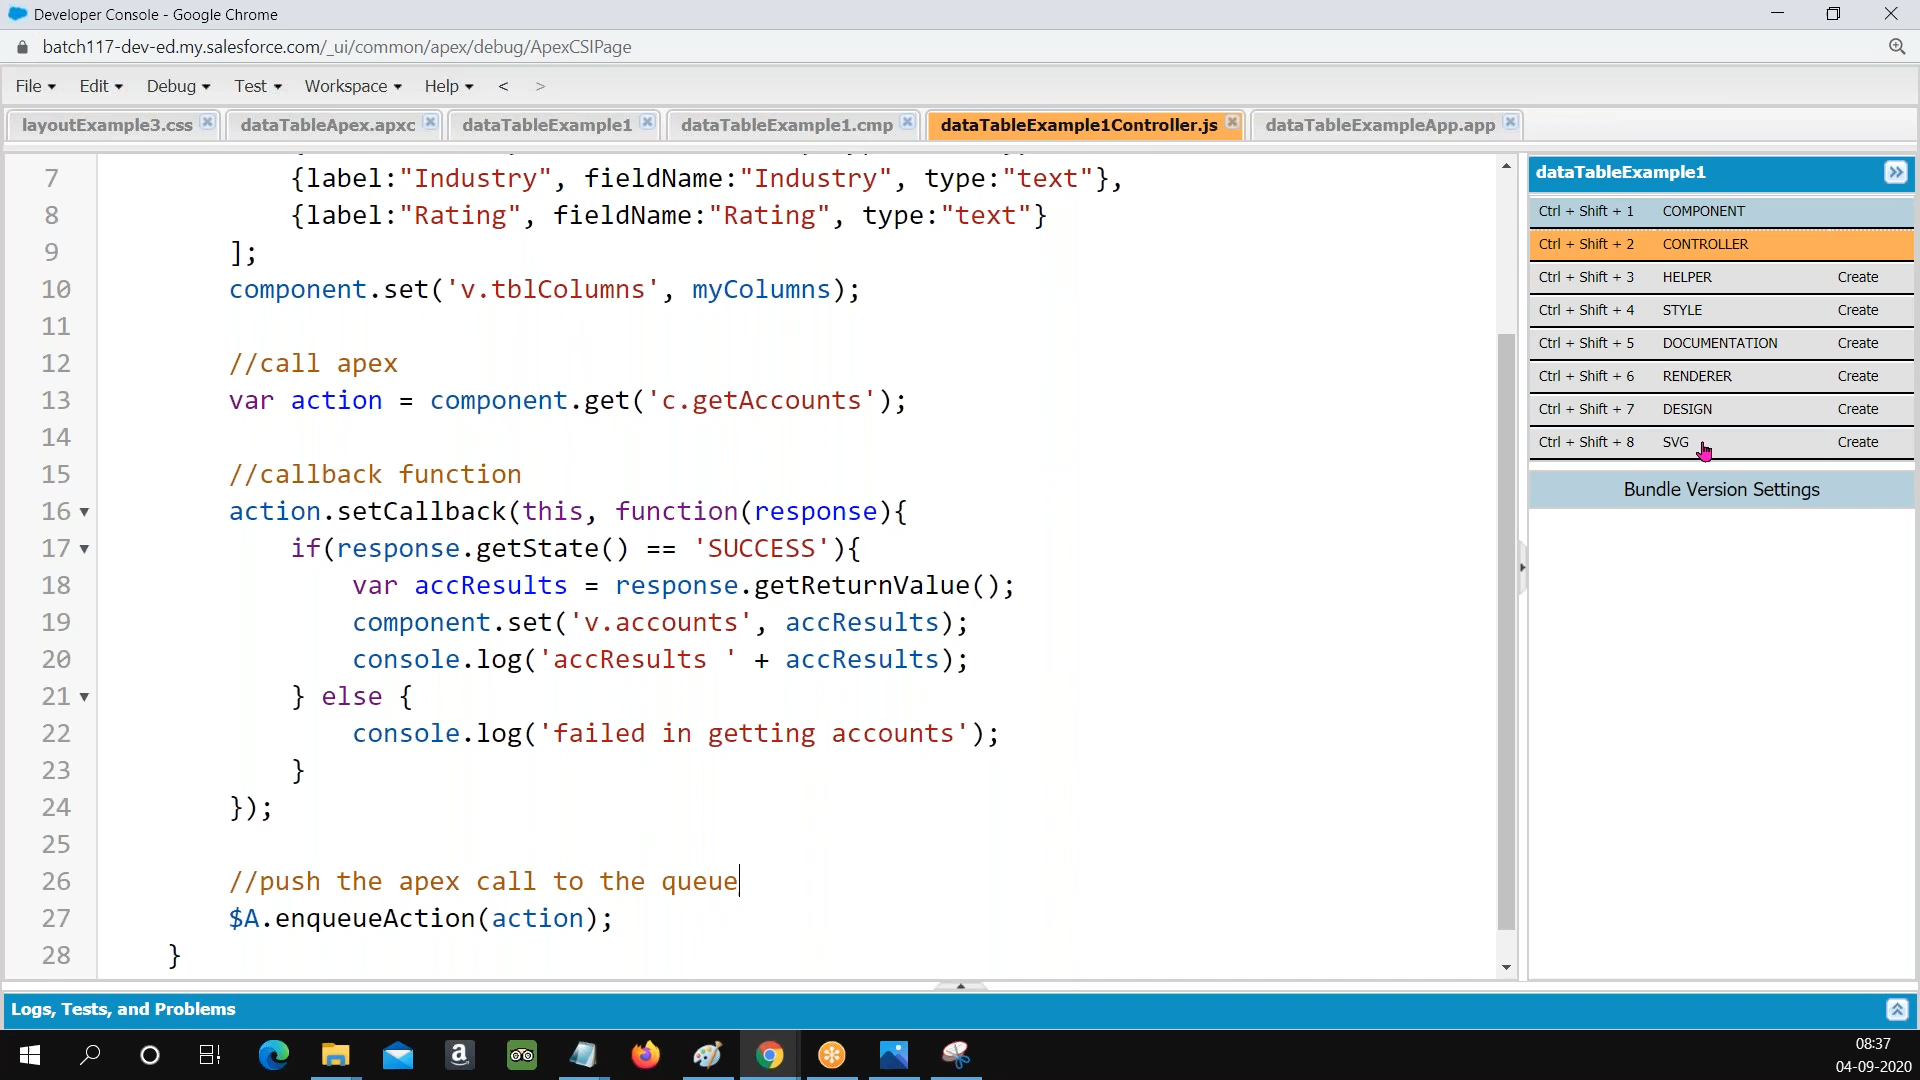 Developer Console - Google Chrome
batch117-dev-ed.my.salesforce.com/_ui/common/apex/debug/ApexCSIPage
File Edit Debug Test Workspace Help < >
layoutExample3.css dataTableApex.apxc dataTableExample1 dataTableExample1.cmp dataTableExample1Controller.js dataTableExampleApp.app
7 {label:"Industry", fieldName:"Industry", type:"text"},
8 {label:"Rating", fieldName:"Rating", type:"text"}
9 ];
10 component.set('v.tblColumns', myColumns);
11
12 //call apex
13 var action = component.get('c.getAccounts');
14
15 //callback function
16 action.setCallback(this, function(response){
17 if(response.getState() == 'SUCCESS'){
18 var accResults = response.getReturnValue();
19 component.set('v.accounts', accResults);
20 console.log('accResults ' + accResults);
21 } else {
22 console.log('failed in getting accounts');
23 }
24 });
25
26 //push the apex call to the queue
27 $A.enqueueAction(action);
28 }
dataTableExample1
Ctrl + Shift + 1 COMPONENT
Ctrl + Shift + 2 CONTROLLER
Ctrl + Shift + 3 HELPER Create
Ctrl + Shift + 4 STYLE Create
Ctrl + Shift + 5 DOCUMENTATION Create
Ctrl + Shift + 6 RENDERER Create
Ctrl + Shift + 7 DESIGN Create
Ctrl + Shift + 8 SVG Create
Bundle Version Settings
Logs, Tests, and Problems
08:37
04-09-2020